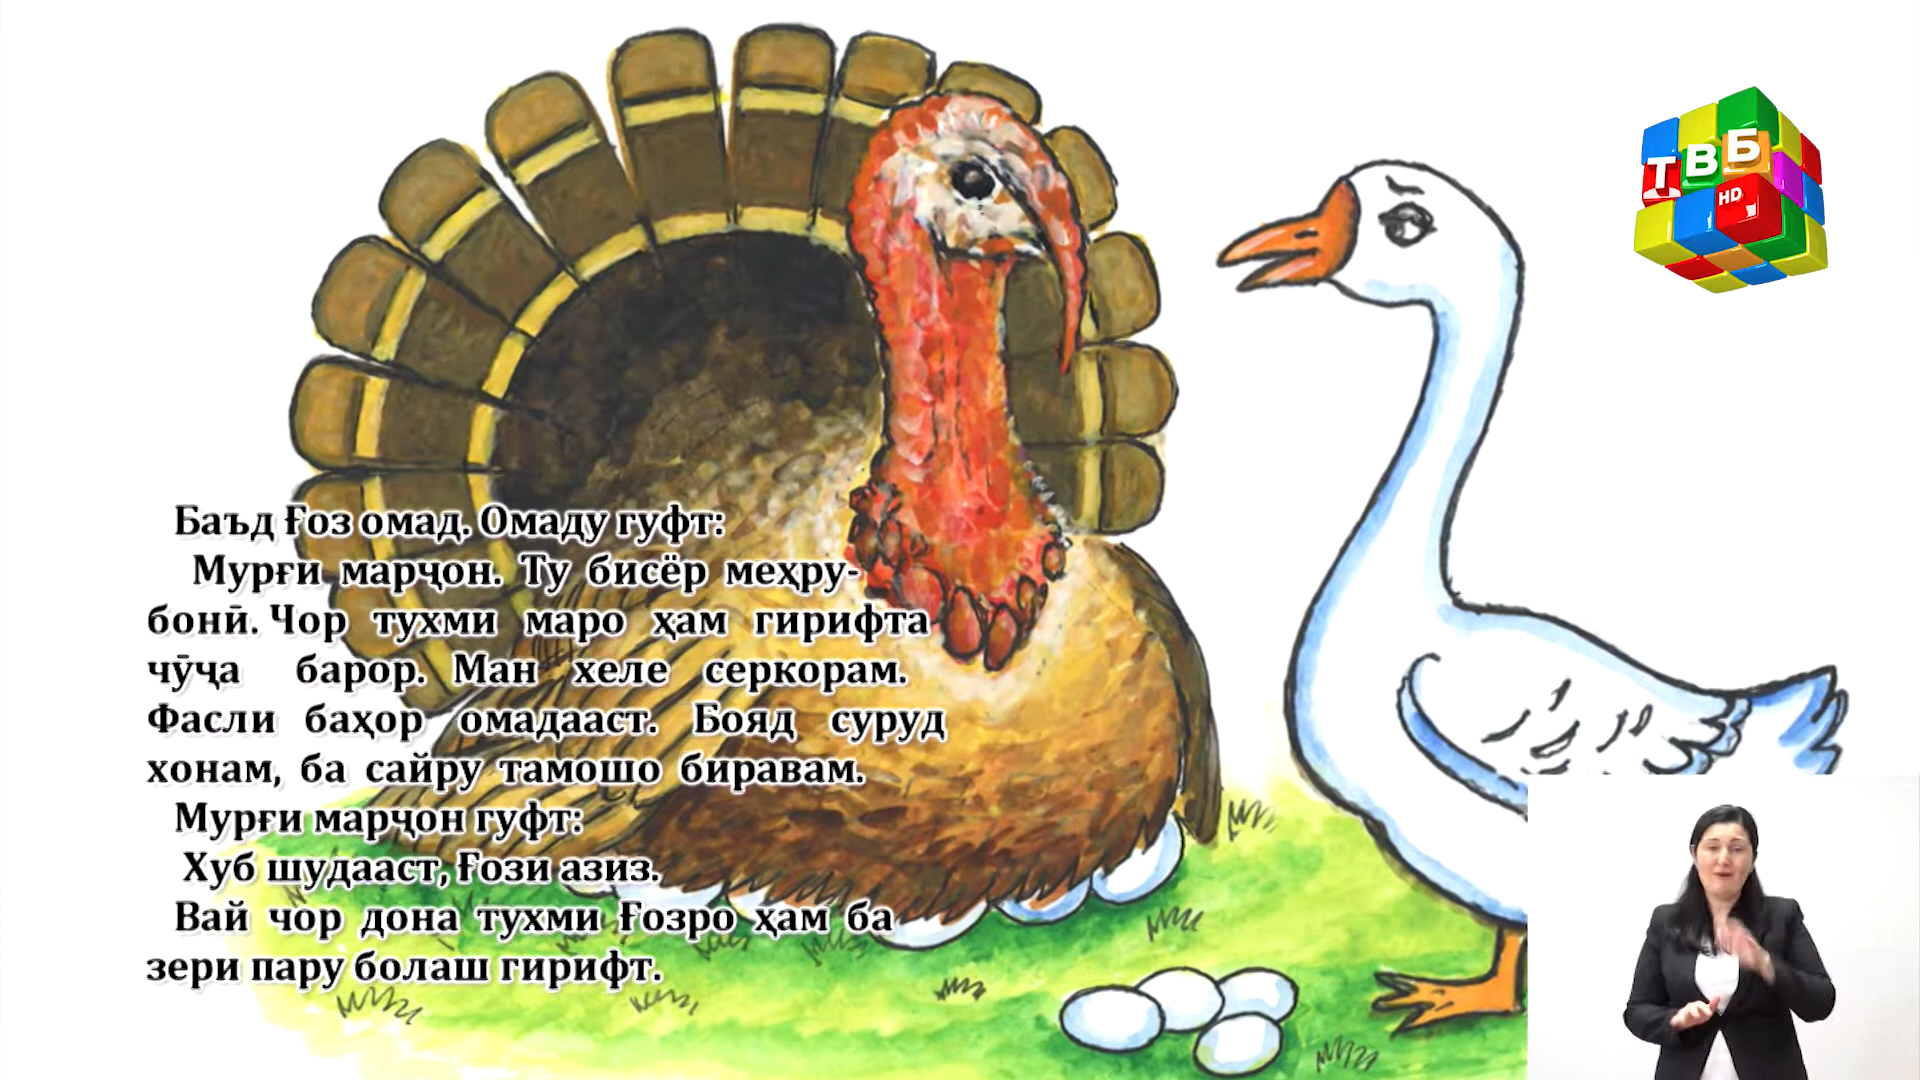 Баъд Ғоз омад. Омаду гуфт:
Мурғи марҷон. Ту бисёр меҳру-
бонӣ. Чор тухми маро ҳам гирифта
чӯҷа барор. Ман хеле серкорам.
Фасли баҳор омадааст. Бояд суруд
хонам, ба сайру тамошо биравам.
Мурғи марҷон гуфт:
Хуб шудааст, Ғози азиз.
Вай чор дона тухми Ғозро ҳам ба
зери пару болаш гирифт.
ТВБ
HD